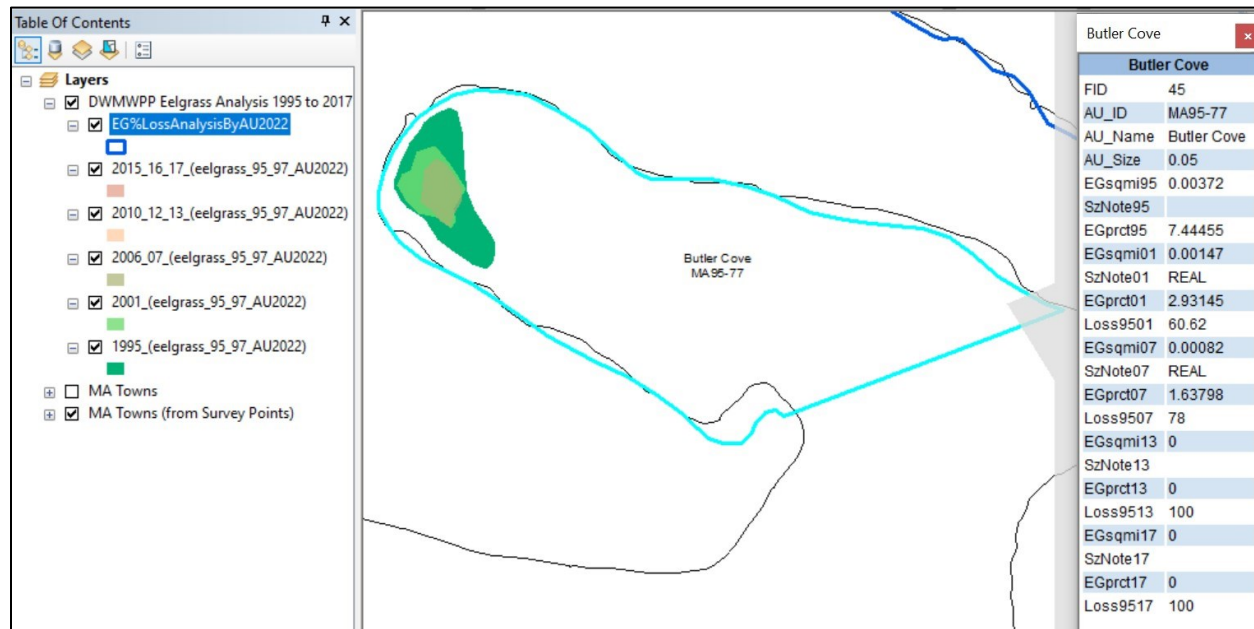 Table Of Contents
Layers
DWMWPP Eelgrass Analysis 1995 to 2017
EG%LossAnalysisByAU2022
2015_16_17_(eelgrass_95_97_AU2022)
2010_12_13_(eelgrass_95_97_AU2022)
2006_07_(eelgrass_95_97_AU2022)
2001_(eelgrass_95_97_AU2022)
1995_(eelgrass_95_97_AU2022)
MA Towns
MA Towns (from Survey Points)
Butler Cove
MA95-77
Butler Cove
Butler Cove
FID 45
AU_ID MA95-77
AU_Name Butler Cove
AU_Size 0.05
EGsqmi95 0.00372
SzNote95
EGprct95 7.44455
EGsqmi01 0.00147
SzNote01 REAL
EGprct01 2.93145
Loss9501 60.62
EGsqmi07 0.00082
SzNote07 REAL
EGprct07 1.63798
Loss9507 78
EGsqmi13 0
SzNote13
EGprct13 0
Loss9513 100
EGsqmi17 0
SzNote17
EGprct17 0
Loss9517 100